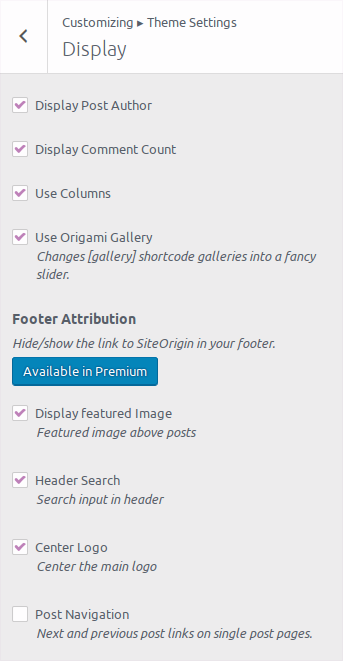 Customizing ▸ Theme Settings
Display
Display Post Author
Display Comment Count
Use Columns
Use Origami Gallery
Changes [gallery] shortcode galleries into a fancy
slider.
Footer Attribution
Hide/show the link to SiteOrigin in your footer.
Available in Premium
Display featured Image
Featured image above posts
Header Search
Search input in header
Center Logo
Center the main logo
Post Navigation
Next and previous post links on single post pages.